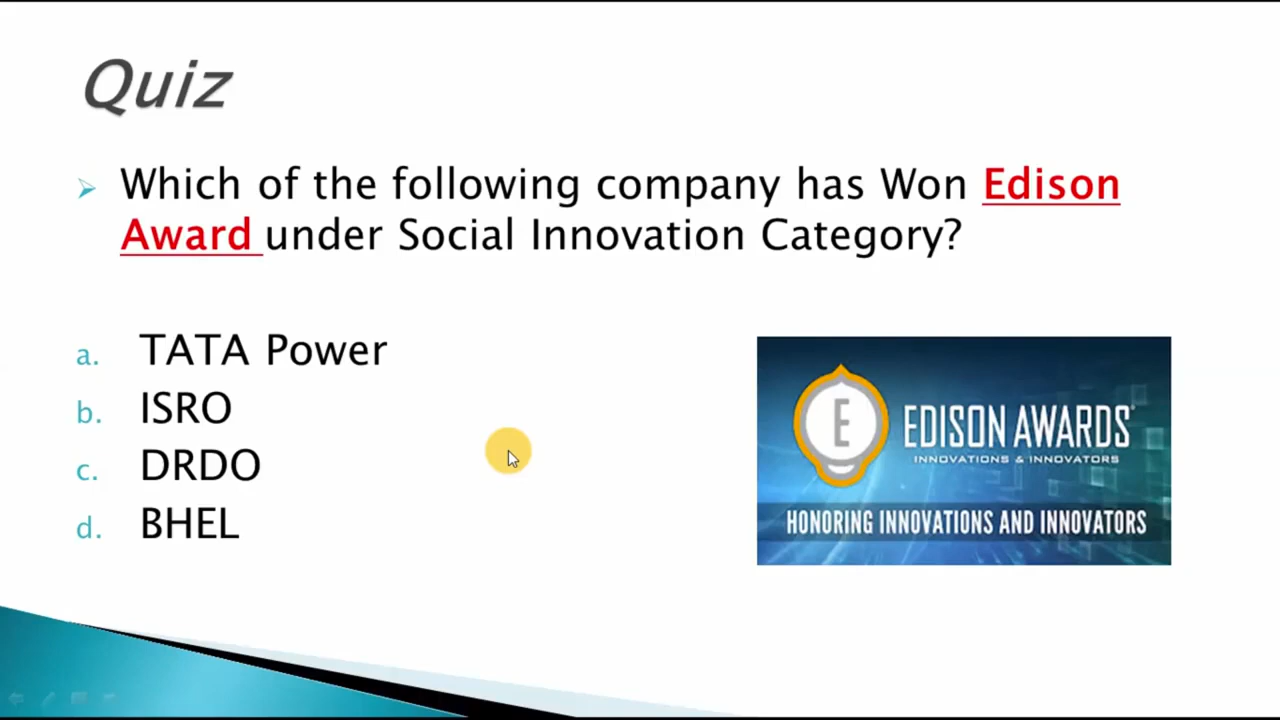 Quiz
Which of the following company has Won Edison
Award under Social Innovation Category?
a. TATA Power
b. ISRO
c. DRDO
d. BHEL
E
EDISON AWARDS
INNOVATIONS & INNOVATORS
HONORING INNOVATIONS AND INNOVATORS